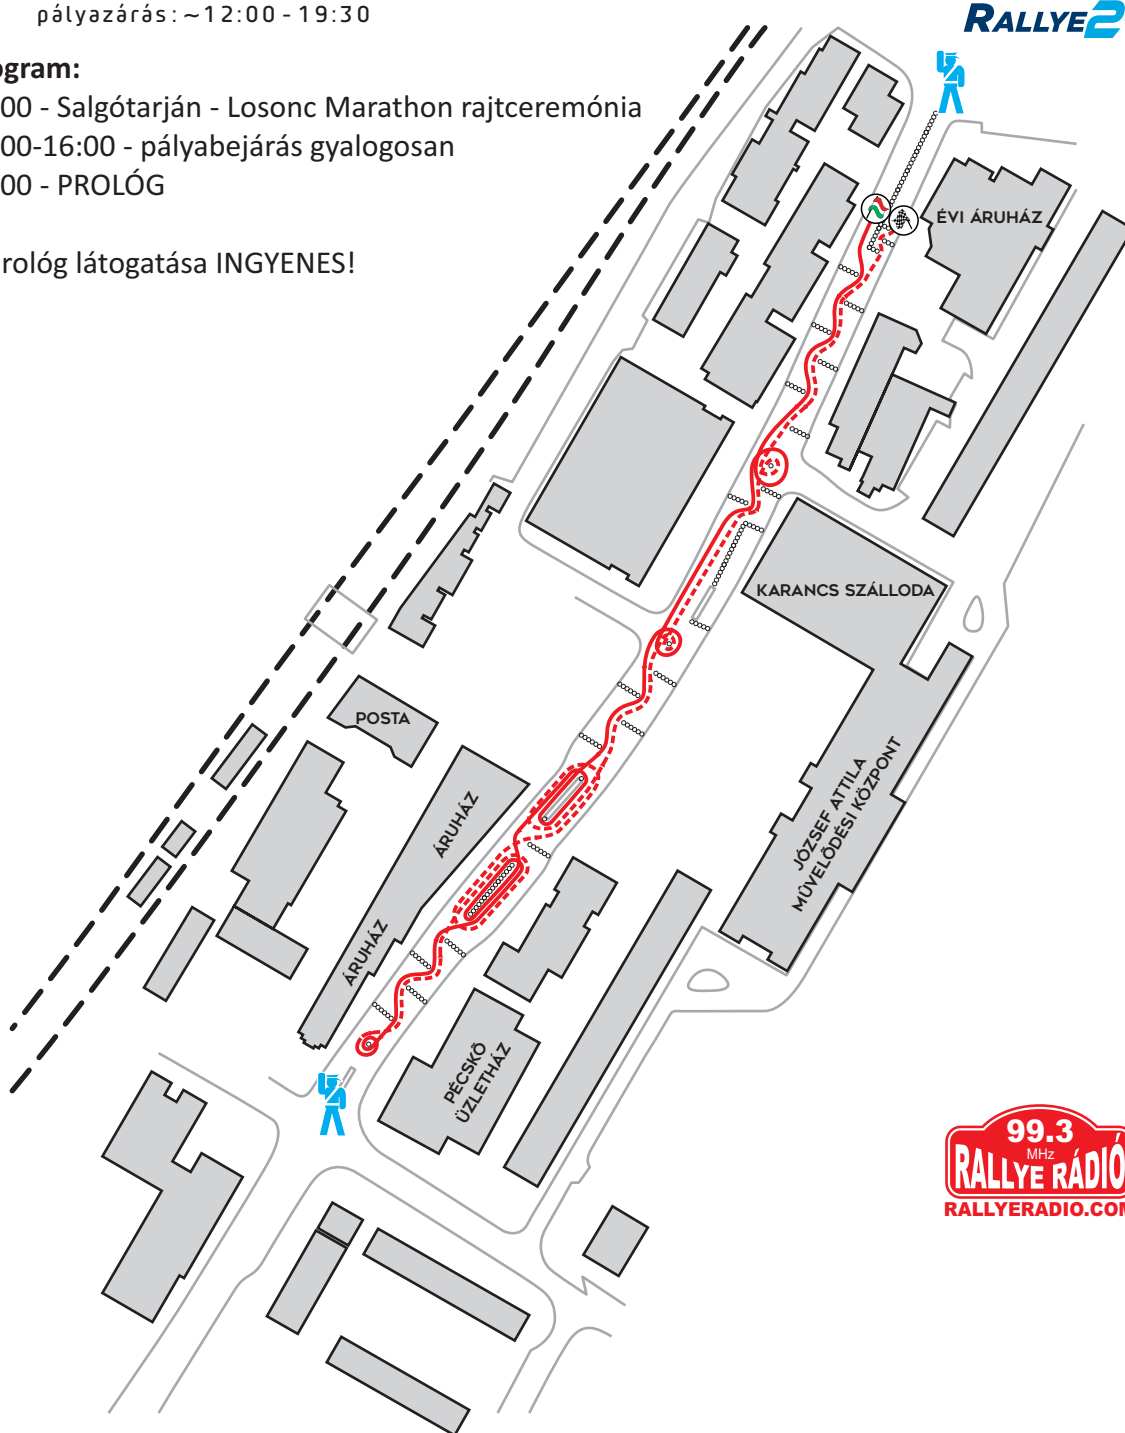 pályazárás: ~12:00 - 19:30
RALLYE2
ogram:
00 - Salgótarján - Losonc Marathon rajtceremónia
00-16:00 - pályabejárás gyalogosan
00 - PROLÓG
rológ látogatása INGYENES!
ÉVI ÁRUHÁZ
KARANCS SZÁLLODA
POSTA
ÁRUHÁZ
JÓZSEF ATTILA
MŰVELŐDÉSI KÖZPONT
ÁRUHÁZ
PÉCSKŐ
ÜZLETHÁZ
99.3
MHz
RALLYE RÁDIÓ
RALLYERADIO.COM